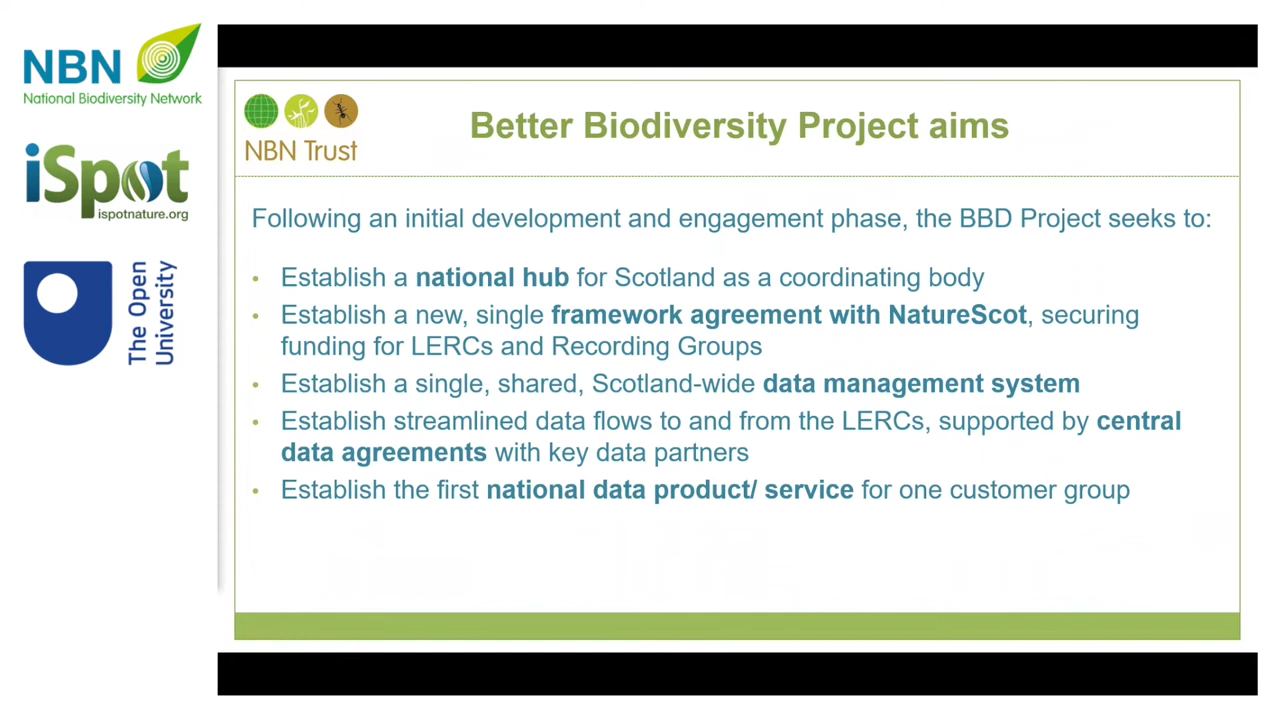 NBN
National Biodiversity Network
iSpot
ispotnature.org
The Open
University
NBN Trust
Better Biodiversity Project aims
Following an initial development and engagement phase, the BBD Project seeks to:
• Establish a national hub for Scotland as a coordinating body
• Establish a new, single framework agreement with NatureScot, securing
funding for LERCs and Recording Groups
• Establish a single, shared, Scotland-wide data management system
• Establish streamlined data flows to and from the LERCs, supported by central
data agreements with key data partners
• Establish the first national data product/ service for one customer group